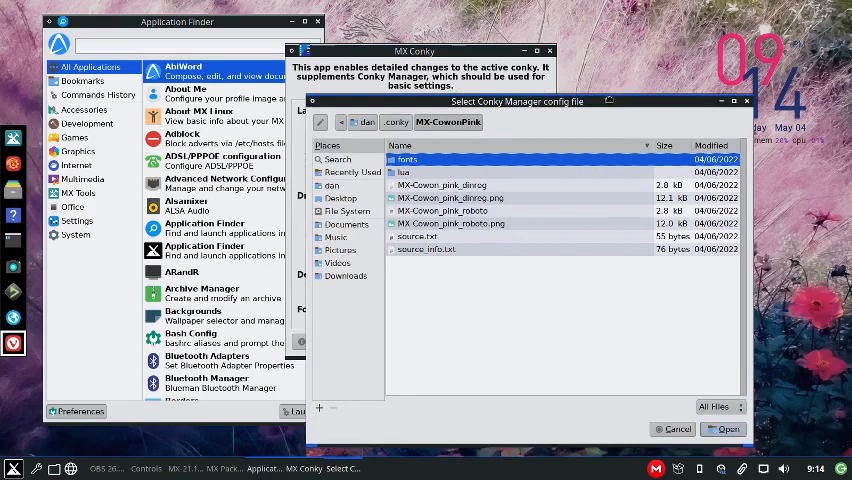 Application Finder
All Applications
Bookmarks
Commands History
Accessories
Development
Games
Graphics
Internet
Multimedia
MX Tools
Office
Settings
System
AbiWord
Compose, edit, and view docu
About Me
Configure your profile image a
About MX Linux
View basic info about your MX
Adblock
Block adverts via /etc/hosts fi
ADSL/PPPOE configuration
Configure ADSL/PPPOE
Advanced Network Configura
Manage and change your netw
Alsamixer
ALSA Audio
Application Finder
Find and launch applications in
Application Finder
Find and launch applications in
ARandR
Archive Manager
Create and modify an archive
Backgrounds
Wallpaper selector and manag
Bash Config
bashrc aliases and prompt the
Bluetooth Adapters
Set Bluetooth Adapter Properties
Bluetooth Manager
Blueman Bluetooth Manager
Preferences
Lau
MX Conky
This app enables detailed changes to the active conky. It
supplements Conky Manager, which should be used for
basic settings.
La
De
Fo
Select Conky Manager config file
dan
.conky
MX-CowonPink
Places
Search
Recently Used
dan
Desktop
File System
Documents
Music
Pictures
Videos
Downloads
Name Size Modified
fonts 04/06/2022
lua 04/06/2022
MX-Cowon_pink_dinreg 2.8 kB 04/06/2022
MX-Cowon_pink_dinreg.png 12.1 kB 04/06/2022
MX-Cowon_pink_roboto 2.8 kB 04/06/2022
MX-Cowon_pink_roboto.png 12.0 kB 04/06/2022
source.txt 55 bytes 04/06/2022
source_info.txt 76 bytes 04/06/2022
All Files
Cancel
Open
09
14
day May 04
mem 20% cpu
OBS 26.... Controls MX-21.1... MX Pack... Applicat... MX Conky Select C...
9:14